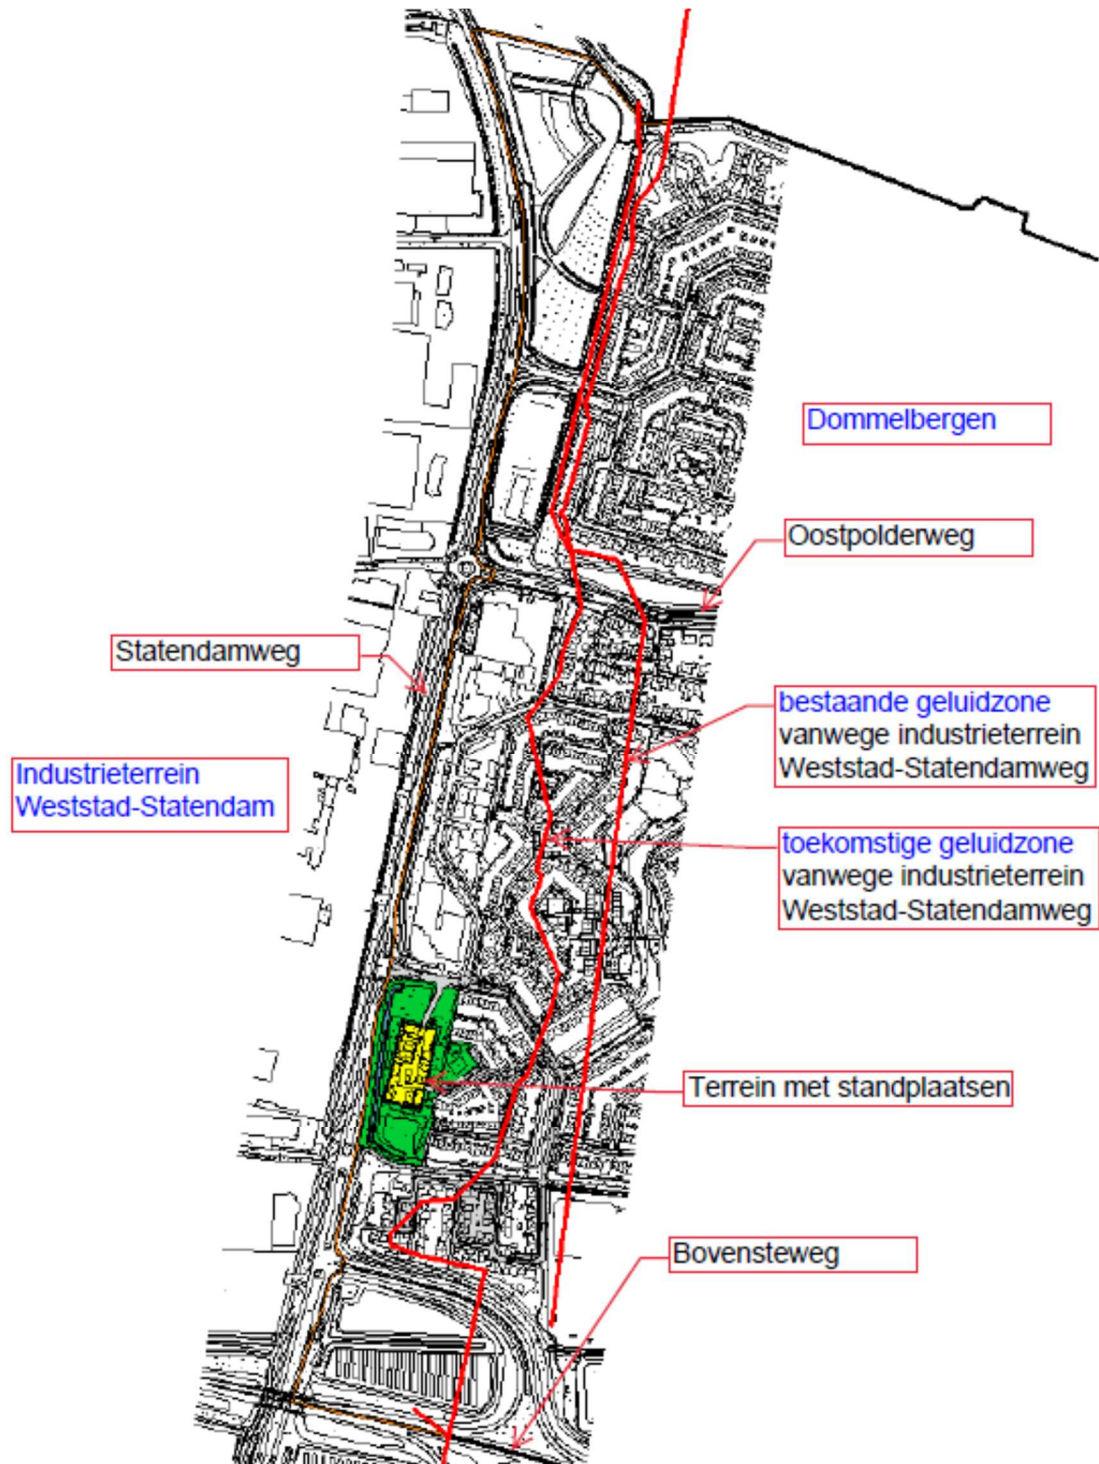 Dommelbergen
Oostpolderweg
Statendamweg
bestaande geluidzone
vanwege industrieterrein
Weststad-Statendamweg
Industrieterrein
Weststad-Statendam
toekomstige geluidzone
vanwege industrieterrein
Weststad-Statendamweg
Terrein met standplaatsen
Bovensteweg